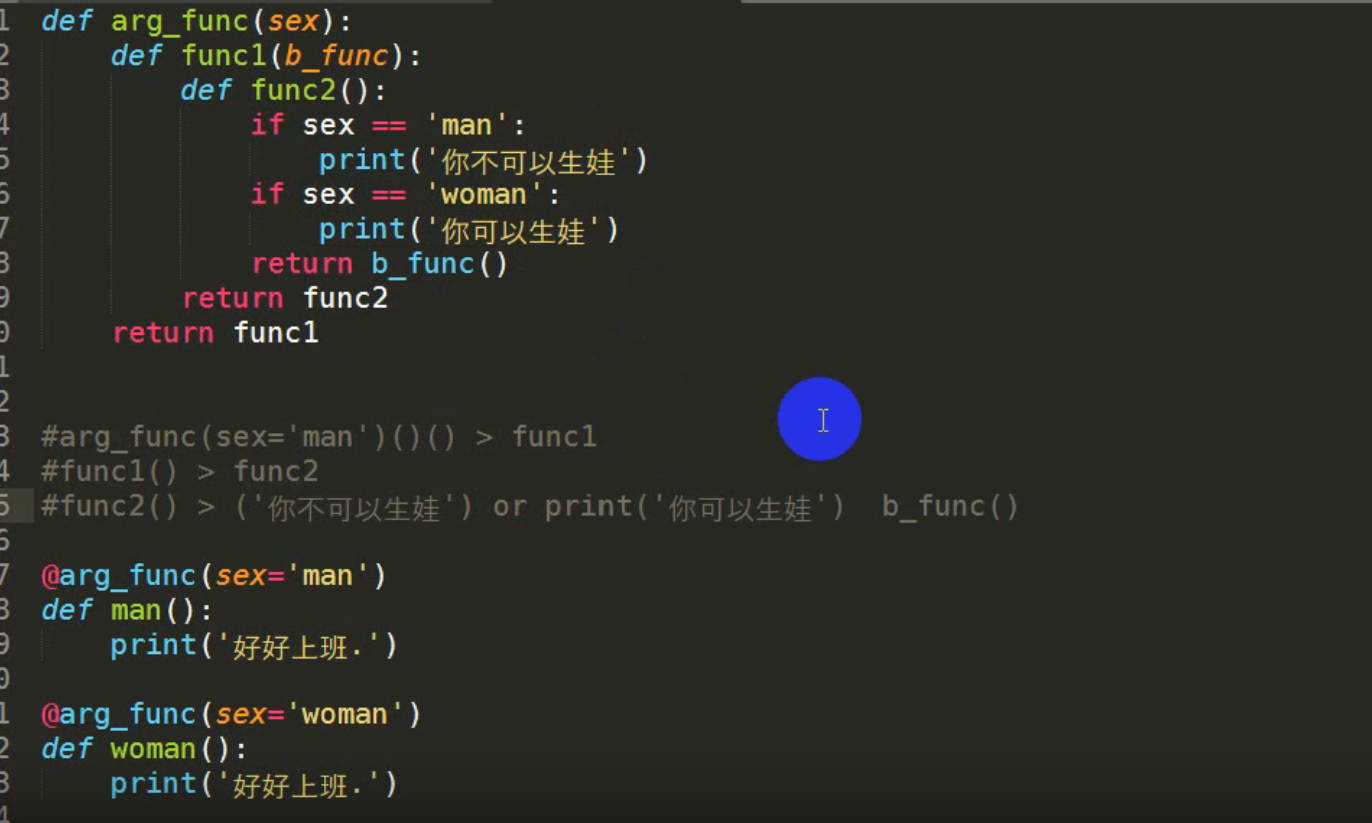 1 def arg_func(sex):
2     def func1(b_func):
3         def func2():
4             if sex == 'man':
5                 print('你不可以生娃')
6             if sex == 'woman':
7                 print('你可以生娃')
8             return b_func()
9         return func2
0     return func1
1
2
3 #arg_func(sex='man')()() > func1
4 #func1() > func2
5 #func2() > ('你不可以生娃') or print('你可以生娃')  b_func()
6
7 @arg_func(sex='man')
8 def man():
9     print('好好上班.')
0
1 @arg_func(sex='woman')
2 def woman():
3     print('好好上班.')
4